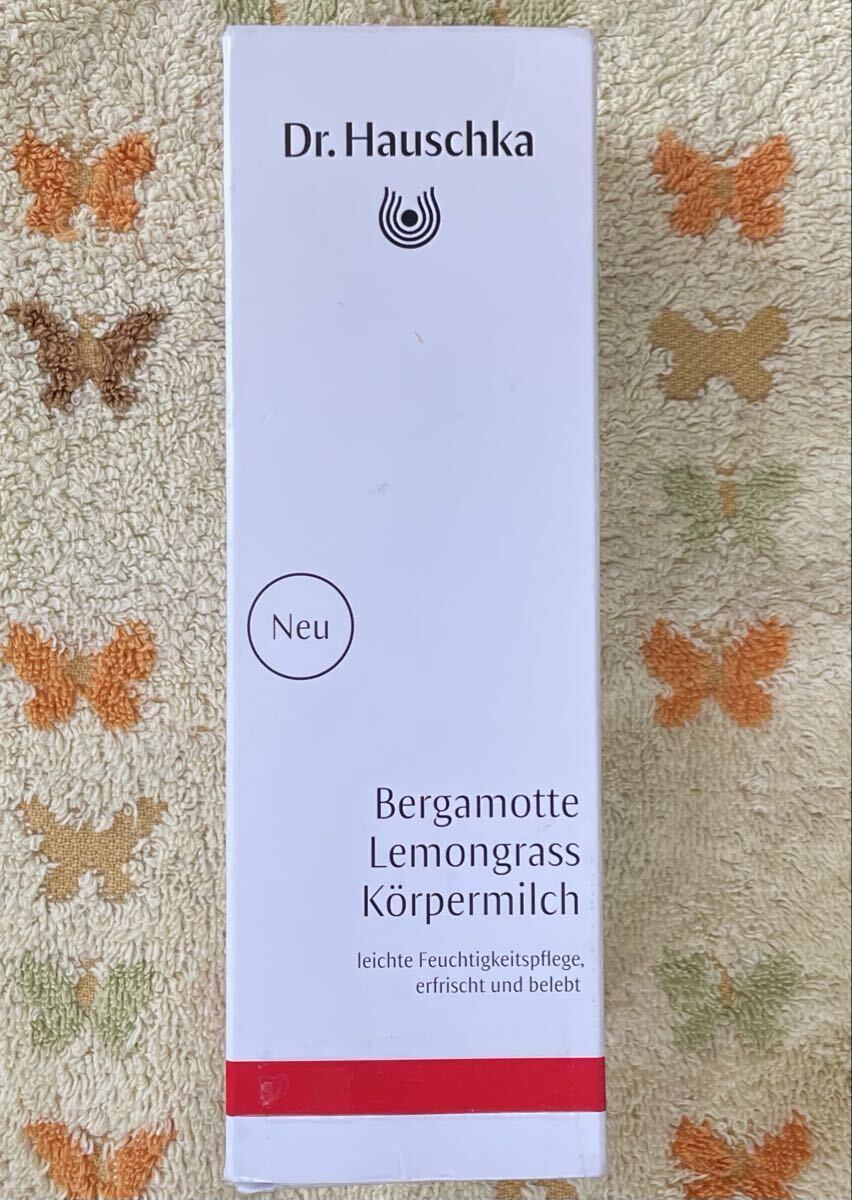 Dr. Hauschka
Neu
Bergamotte
Lemongrass
Körpermilch
leichte Feuchtigkeitspflege,
erfrischt und belebt